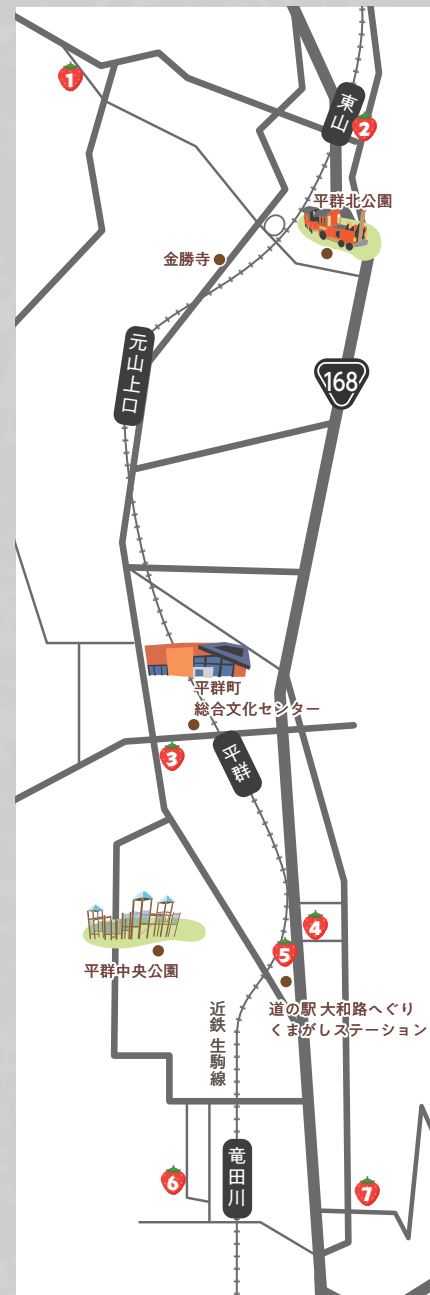 1
東山
2
平群北公園
金勝寺
元山上口
168
平群町
総合文化センター
3
平群
4
5
平群中央公園
道の駅 大和路へぐり
くまがしステーション
近鉄 生駒線
竜田川
6
7